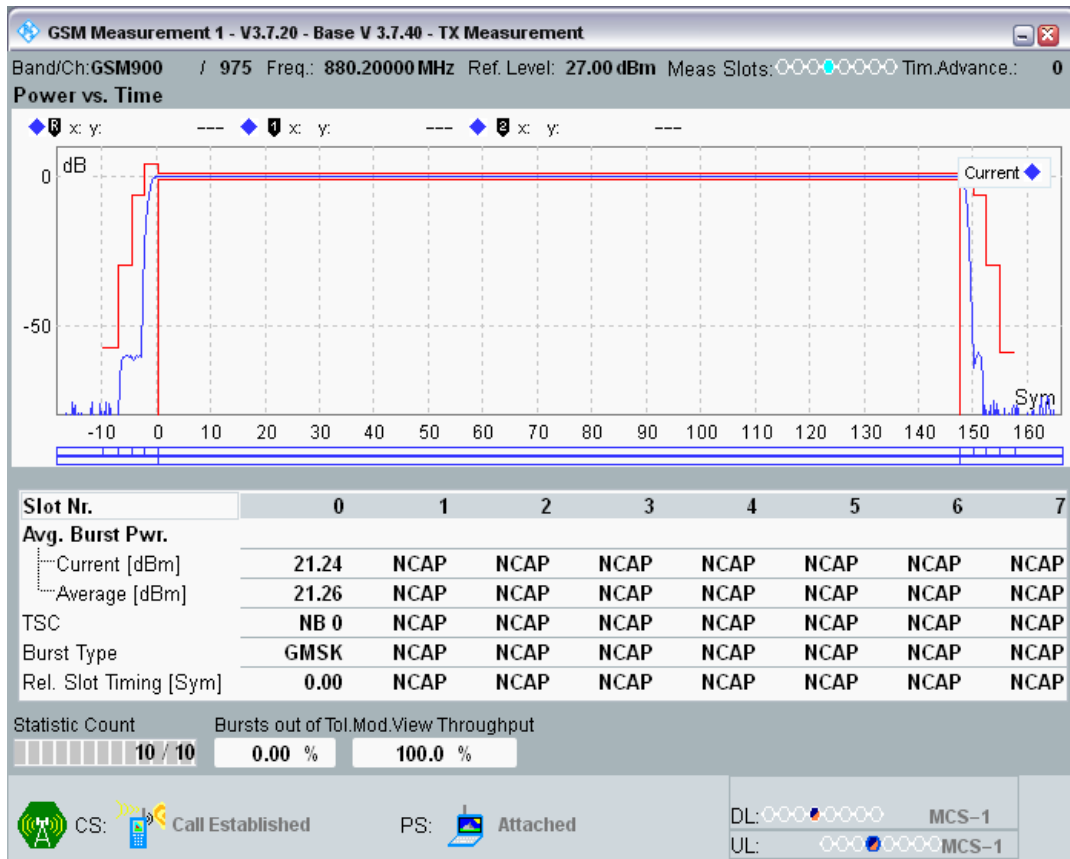 GSM Measurement 1 - V3.7.20 - Base V 3.7.40 - TX Measurement
Band/Ch:GSM900 / 975 Freq.: 880.20000 MHz Ref. Level: 27.00 dBm Meas Slots: Tim.Advance.: 0
Power vs. Time
R x: y: --- 1 x: y: --- 2 x: y: ---
dB
Current
0
-50
Sym
-10 0 10 20 30 40 50 60 70 80 90 100 110 120 130 140 150 160
Slot Nr. 0 1 2 3 4 5 6 7
Avg. Burst Pwr.
Current [dBm] 21.24 NCAP NCAP NCAP NCAP NCAP NCAP NCAP
Average [dBm] 21.26 NCAP NCAP NCAP NCAP NCAP NCAP NCAP
TSC NB 0 NCAP NCAP NCAP NCAP NCAP NCAP NCAP
Burst Type GMSK NCAP NCAP NCAP NCAP NCAP NCAP NCAP
Rel. Slot Timing [Sym] 0.00 NCAP NCAP NCAP NCAP NCAP NCAP NCAP
Statistic Count Bursts out of Tol.Mod.View Throughput
10 / 10 0.00 % 100.0 %
CS: Call Established PS: Attached
DL: MCS-1
UL: MCS-1